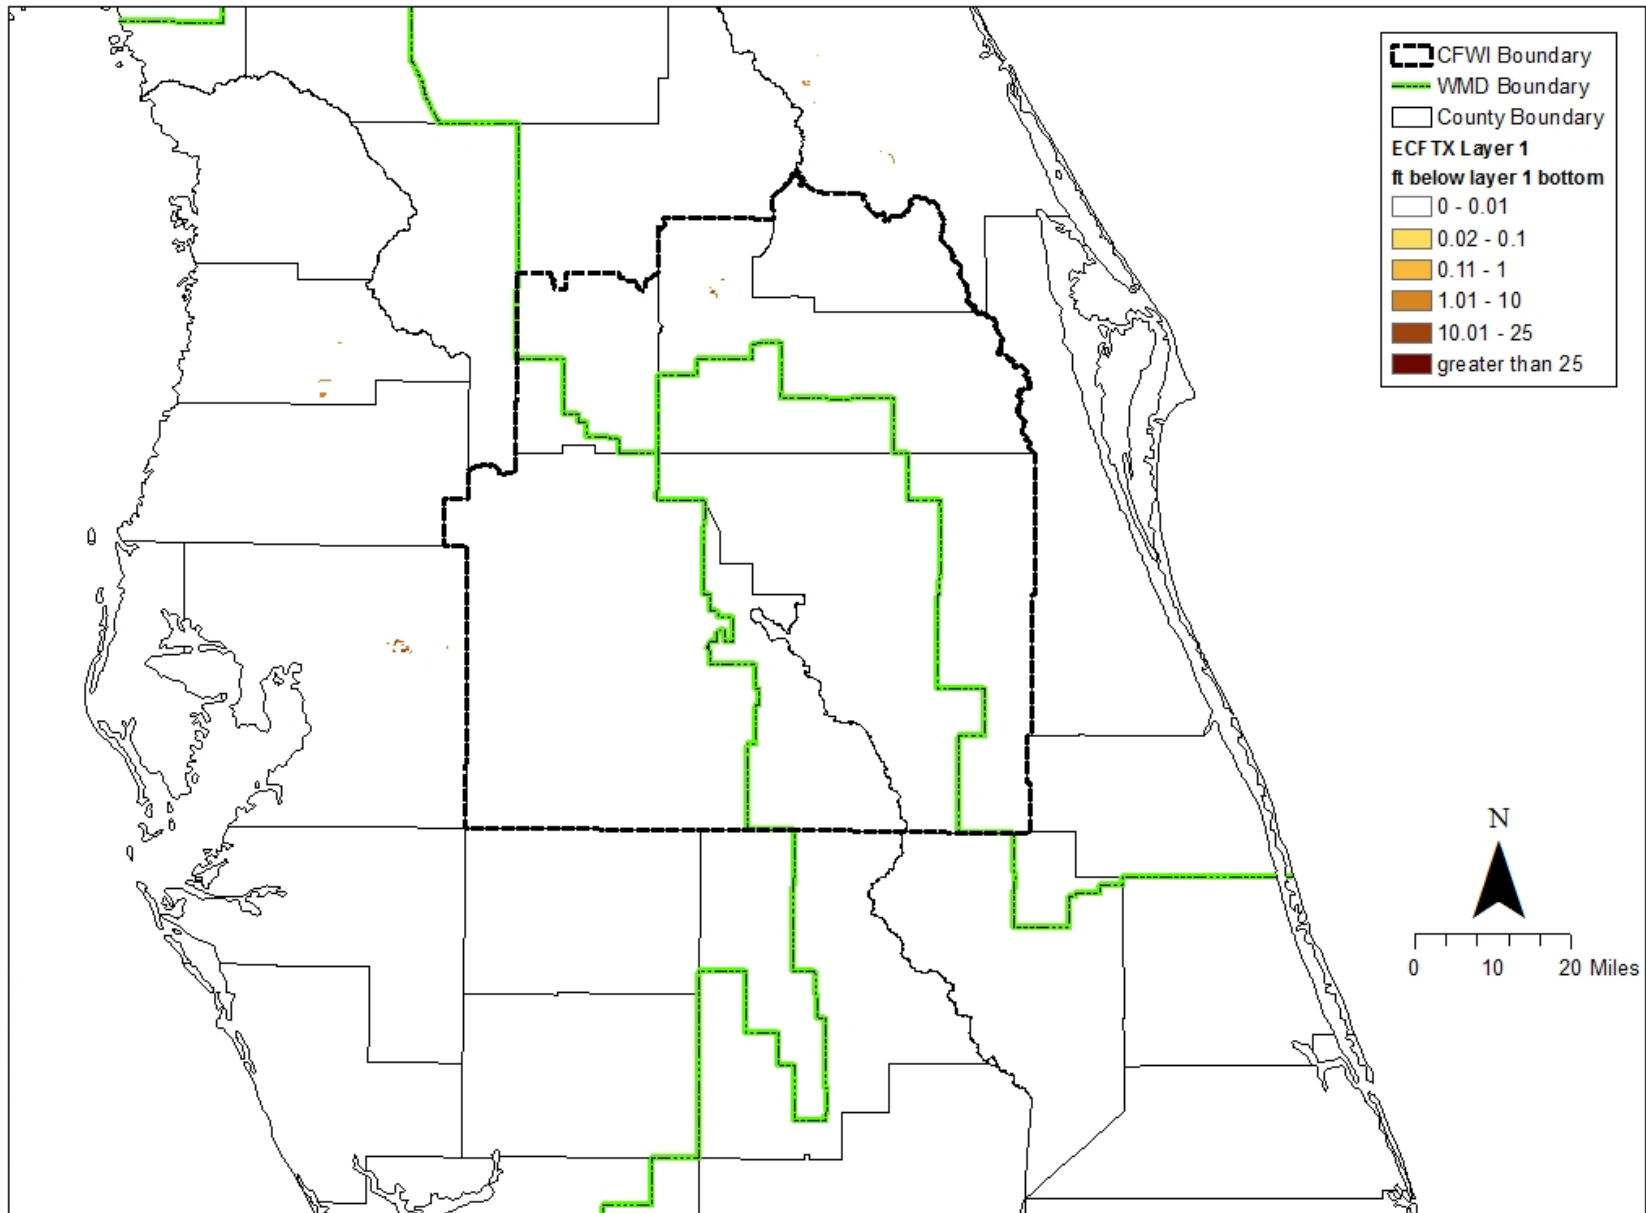 CFWI Boundary
WMD Boundary
County Boundary
ECFTX Layer 1
ft below layer 1 bottom
0 - 0.01
0.02 - 0.1
0.11 - 1
1.01 - 10
10.01 - 25
greater than 25
N
0 10 20 Miles